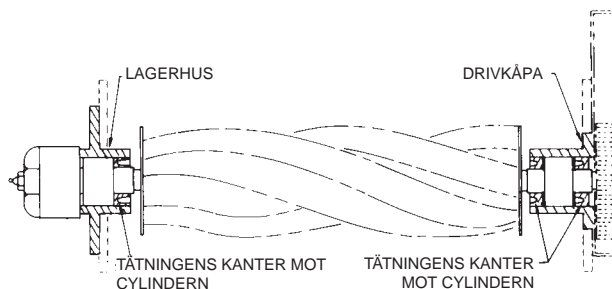 LAGERHUS
DRIVKÅPA
TÄTNINGENS KANTER MOT
CYLINDERN
TÄTNINGENS KANTER
MOT CYLINDERN